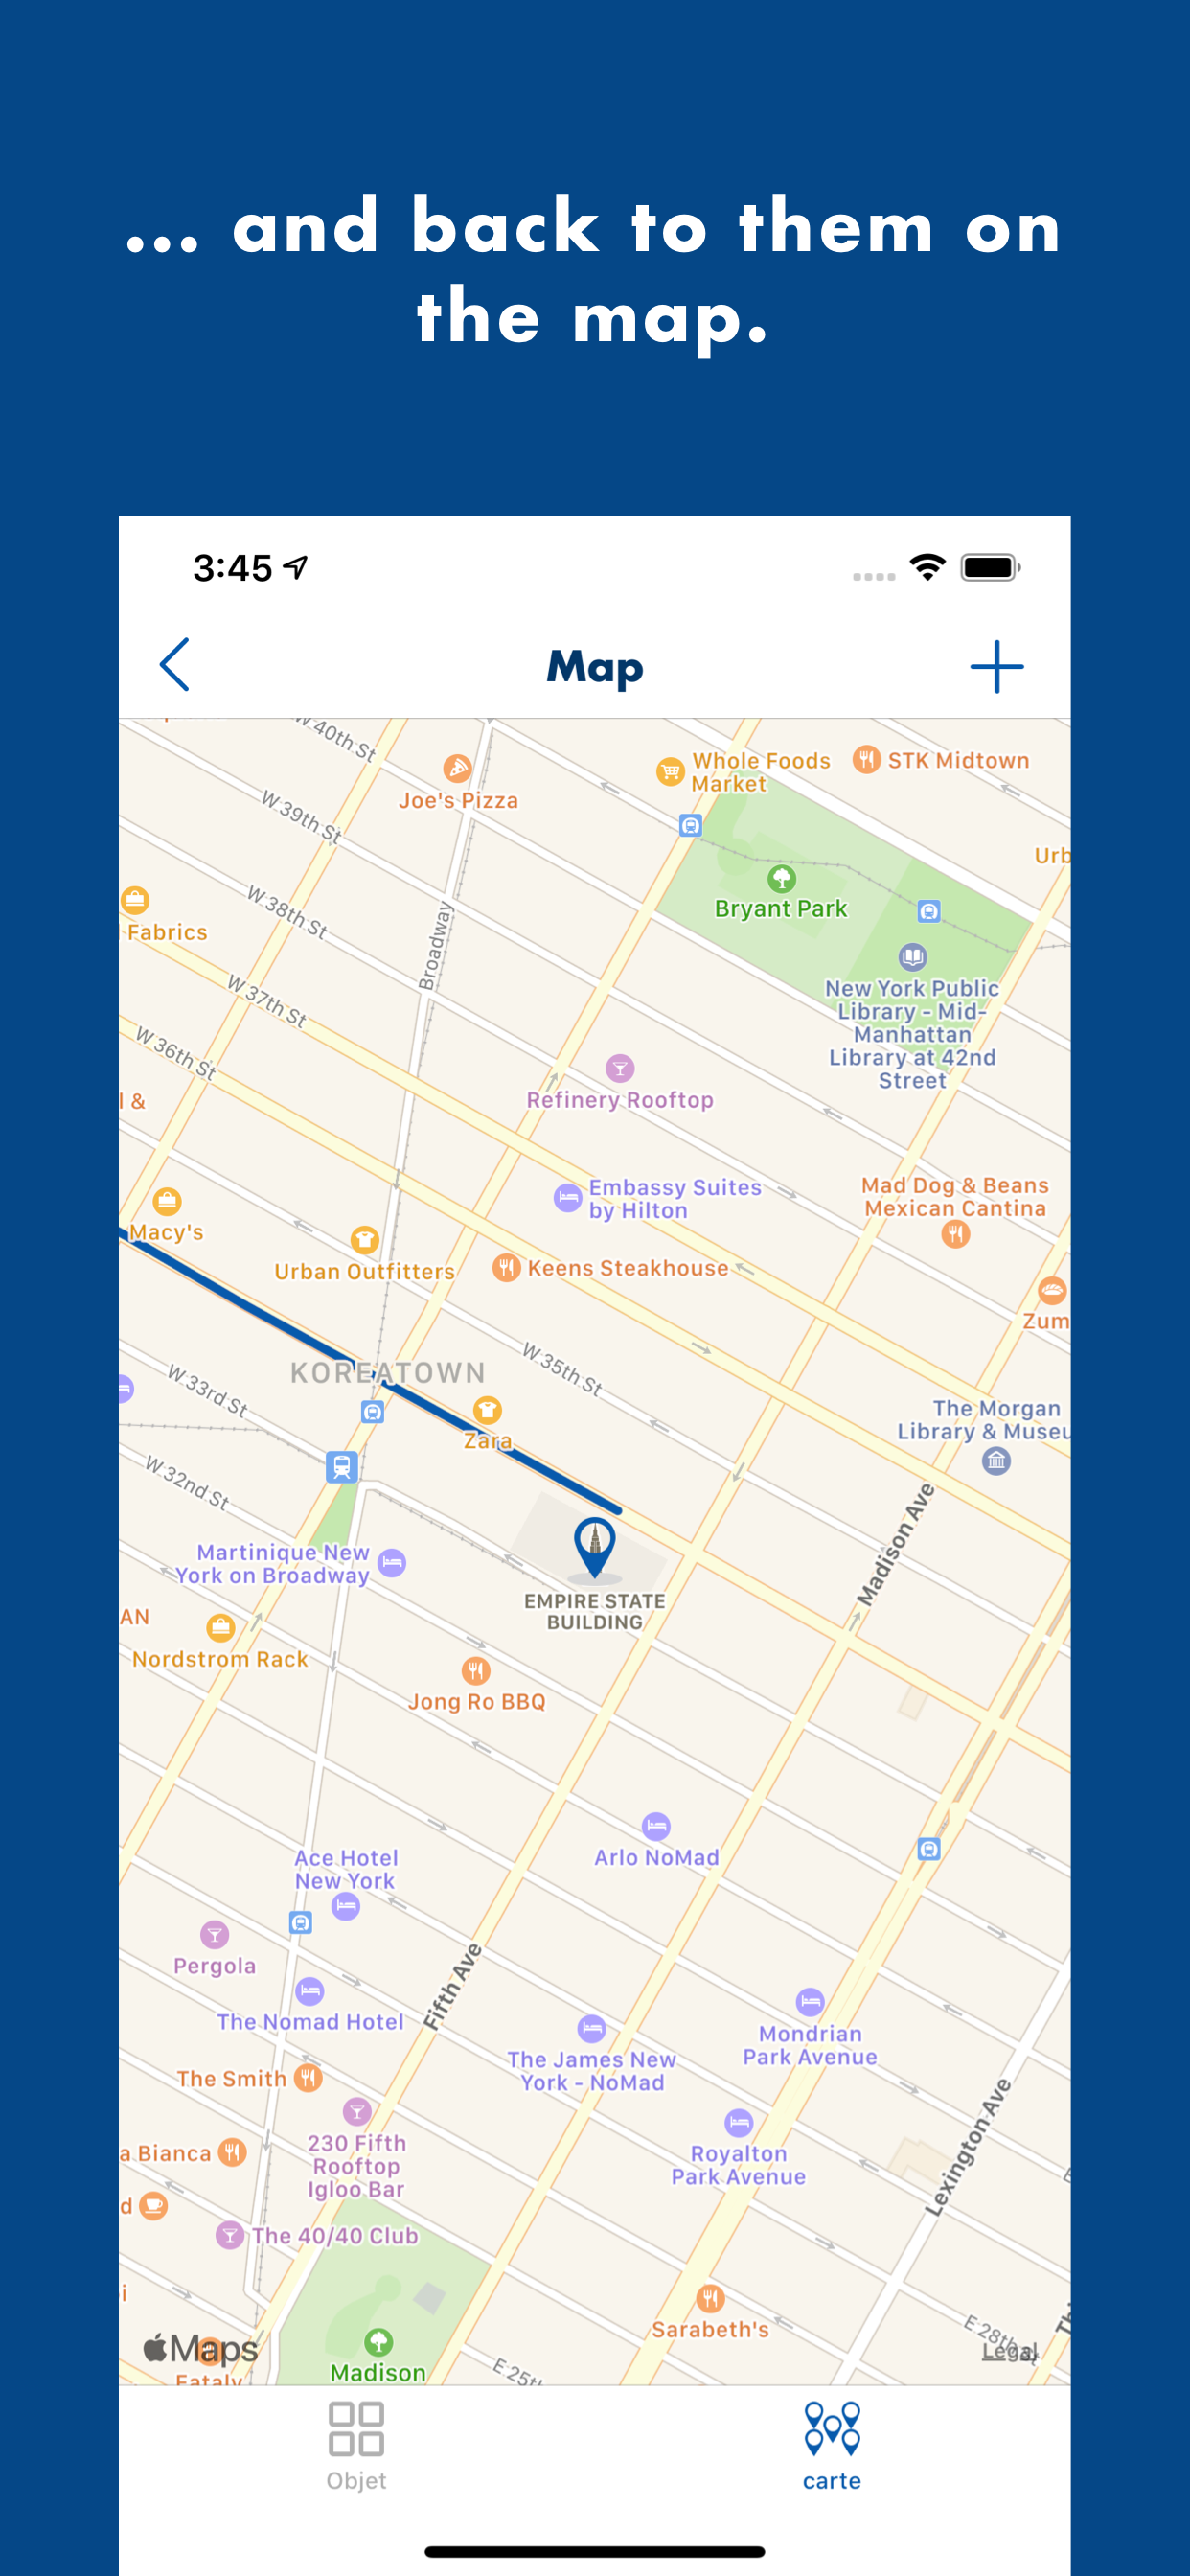 ... and back to them on
the map.
3:45
Map
W 40th St
Whole Foods
Market
STK Midtown
Joe's Pizza
W 39th St
Urb
Bryant Park
Fabrics
W 38th St
Broadway
New York Public
Library - Mid-
Manhattan
Library at 42nd
Street
W 37th St
W 36th St
l &
Refinery Rooftop
Embassy Suites
by Hilton
Mad Dog & Beans
Mexican Cantina
Macy's
Urban Outfitters
Keens Steakhouse
Zum
KOREATOWN
W 35th St
W 33rd St
The Morgan
Library & Museu
Zara
W 32nd St
Madison Ave
Martinique New
York on Broadway
EMPIRE STATE
BUILDING
AN
Nordstrom Rack
Jong Ro BBQ
Ace Hotel
New York
Arlo NoMad
Pergola
Fifth Ave
The Nomad Hotel
Mondrian
Park Avenue
The James New
York - NoMad
The Smith
Lexington Ave
230 Fifth
Rooftop
Igloo Bar
a Bianca
Royalton
Park Avenue
d
The 40/40 Club
i
Sarabeth's
E 28th St
Thi
Maps
Legal
Eataly
Madison
E 25th
Objet
carte